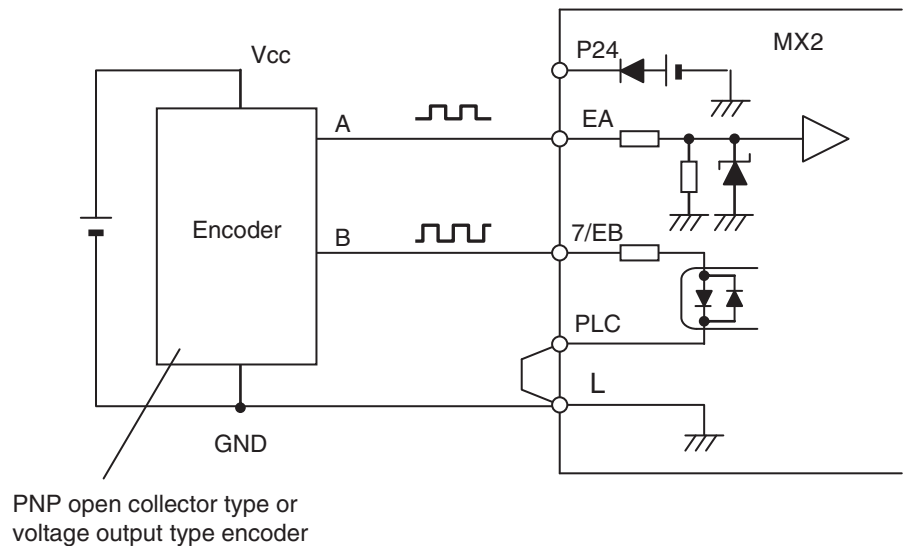 MX2
Vcc
P24
A
EA
Encoder
B
7/EB
PLC
L
GND
PNP open collector type or
voltage output type encoder